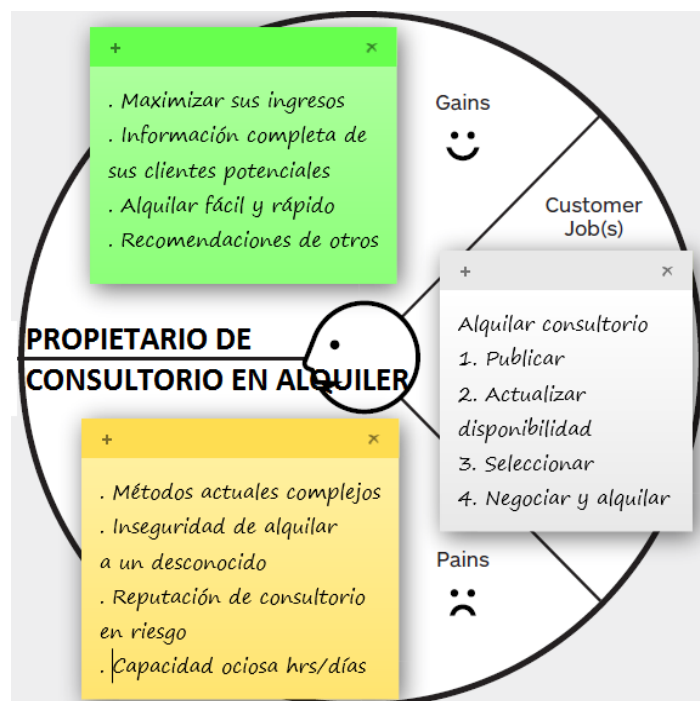 + ×
. Maximizar sus ingresos
. Información completa de
sus clientes potenciales
. Alquilar fácil y rápido
. Recomendaciones de otros
Gains
Customer
Job(s)
+ ×
Alquilar consultorio
1. Publicar
2. Actualizar
disponibilidad
3. Seleccionar
4. Negociar y alquilar
PROPIETARIO DE
CONSULTORIO EN ALQUILER
+ ×
. Métodos actuales complejos
. Inseguridad de alquilar
a un desconocido
. Reputación de consultorio
en riesgo
. Capacidad ociosa hrs/días
Pains